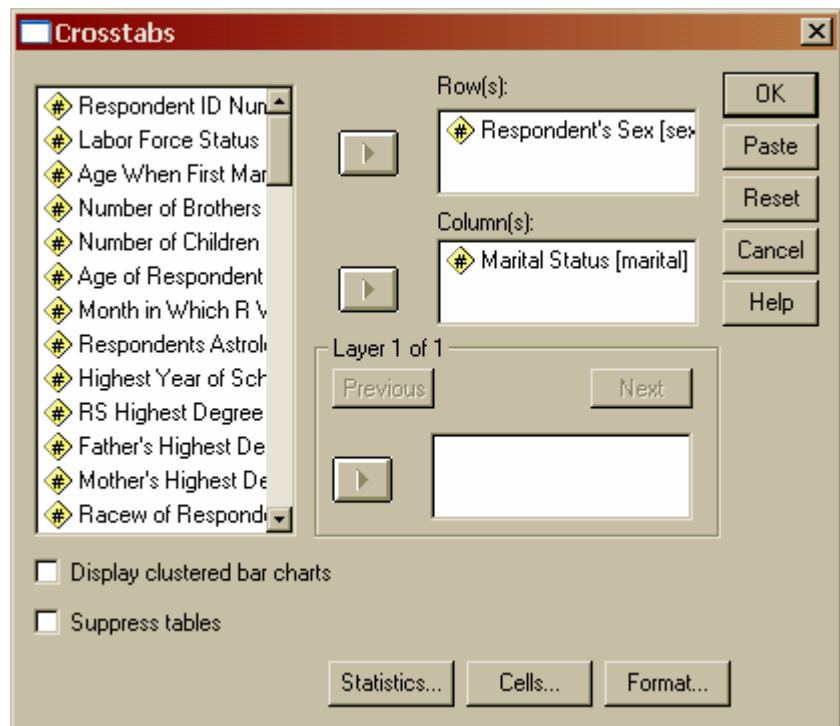 Crosstabs
Respondent ID Num
Labor Force Status
Age When First Mar
Number of Brothers
Number of Children
Age of Respondent
Month in Which R W
Respondents Astrolo
Highest Year of Sch
RS Highest Degree
Father's Highest De
Mother's Highest De
Racew of Responde
Row(s):
Respondent's Sex [sex
Column(s):
Marital Status [marital]
Layer 1 of 1
Previous
Next
OK
Paste
Reset
Cancel
Help
Display clustered bar charts
Suppress tables
Statistics...
Cells...
Format...